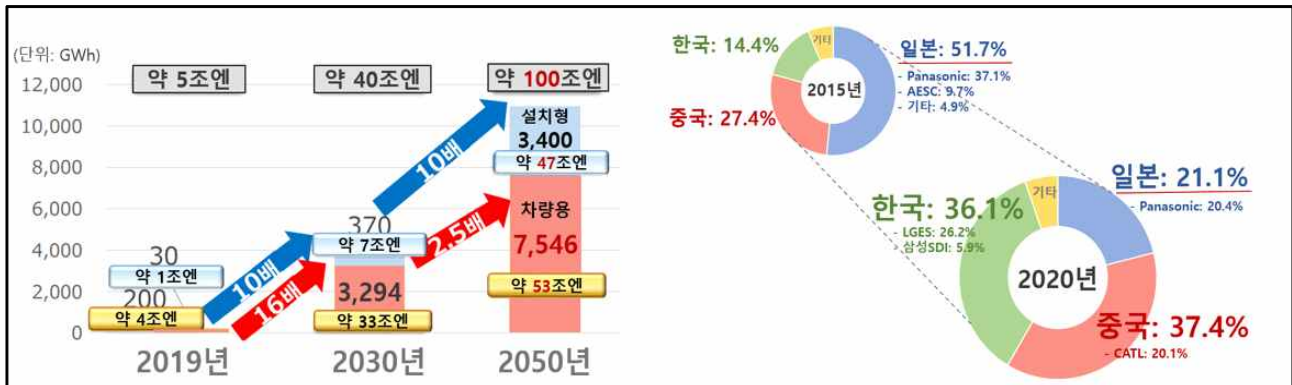 (단위: GWh)
12,000
10,000
8,000
6,000
4,000
2,000
0
약 5조엔
약 40조엔
약 100조엔
30
약 1조엔
200
약 4조엔
10배
16배
370
약 7조엔
3,294
약 33조엔
10배
2.5배
설치형
3,400
약 47조엔
차량용
7,546
약 53조엔
2019년
2030년
2050년
한국: 14.4%
기타
일본: 51.7%
- Panasonic: 37.1%
- AESC: 9.7%
- 기타: 4.9%
2015년
중국: 27.4%
한국: 36.1%
- LGES: 26.2%
- 삼성SDI: 5.9%
기타
일본: 21.1%
- Panasonic: 20.4%
2020년
중국: 37.4%
- CATL: 20.1%